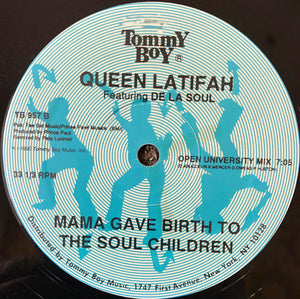 Tommy
BOY ®
QUEEN LATIFAH
Featuring DE LA SOUL
TB 957 B
OPEN UNIVERSITY MIX 7:05
33 1/3 RPM
MAMA GAVE BIRTH TO
THE SOUL CHILDREN
Distributed by Tommy Boy Music, 1747 First Avenue, New York, NY 10128